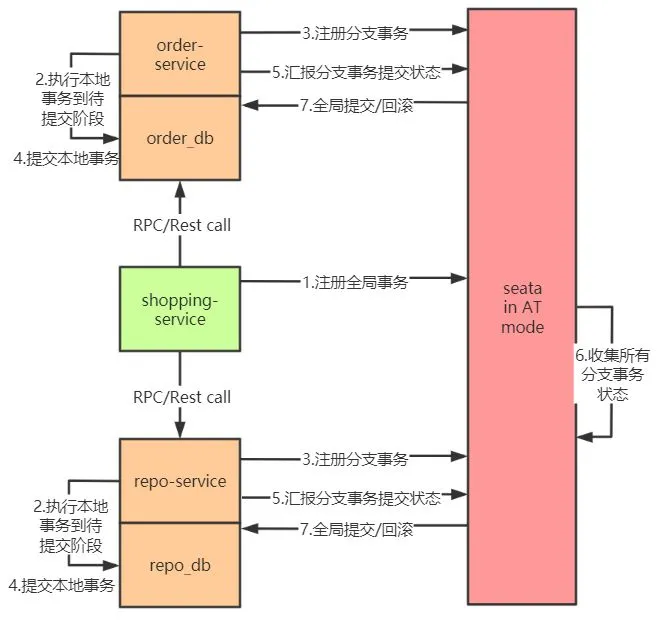 order-
service
3.注册分支事务
2.执行本地
事务到待
提交阶段
5.汇报分支事务提交状态
7.全局提交/回滚
order_db
4.提交本地事务
RPC/Rest call
shopping-
service
1.注册全局事务
seata
in AT
mode
6.收集所有
分支事务
状态
RPC/Rest call
repo-service
3.注册分支事务
2.执行本地
事务到待
提交阶段
5.汇报分支事务提交状态
7.全局提交/回滚
repo_db
4.提交本地事务